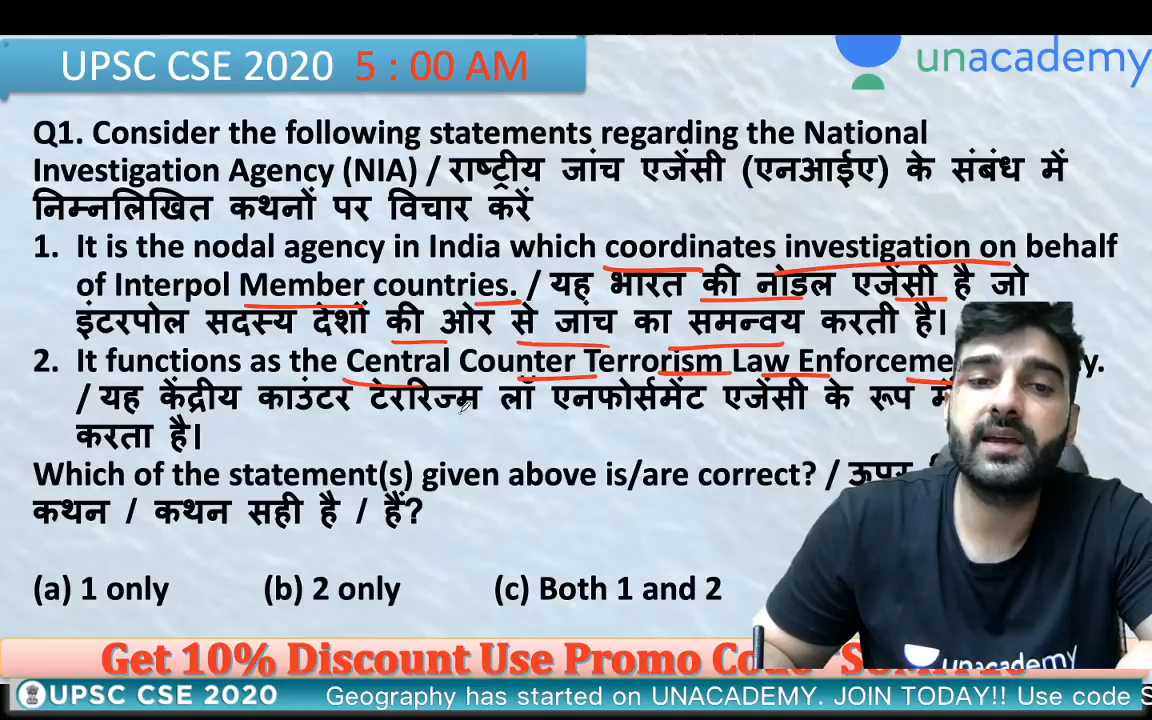 UPSC CSE 2020 5 : 00 AM
unacademy
Q1. Consider the following statements regarding the National
Investigation Agency (NIA) / राष्ट्रीय जांच एजेंसी (एनआईए) के संबंध में
निम्नलिखित कथनों पर विचार करें
1. It is the nodal agency in India which coordinates investigation on behalf
of Interpol Member countries. / यह भारत की नोडल एजेंसी है जो
इंटरपोल सदस्य देशों की ओर से जांच का समन्वय करती है।
2. It functions as the Central Counter Terrorism Law Enforceme y.
/ यह केंद्रीय काउंटर टेररिज्म लॉ एनफोर्समेंट एजेंसी के रूप में
करता है।
Which of the statement(s) given above is/are correct? / ऊपर
कथन / कथन सही है / हैं?
(a) 1 only (b) 2 only (c) Both 1 and 2
unacademy
Get 10% Discount Use Promo Code
UPSC CSE 2020 Geography has started on UNACADEMY. JOIN TODAY!! Use code S